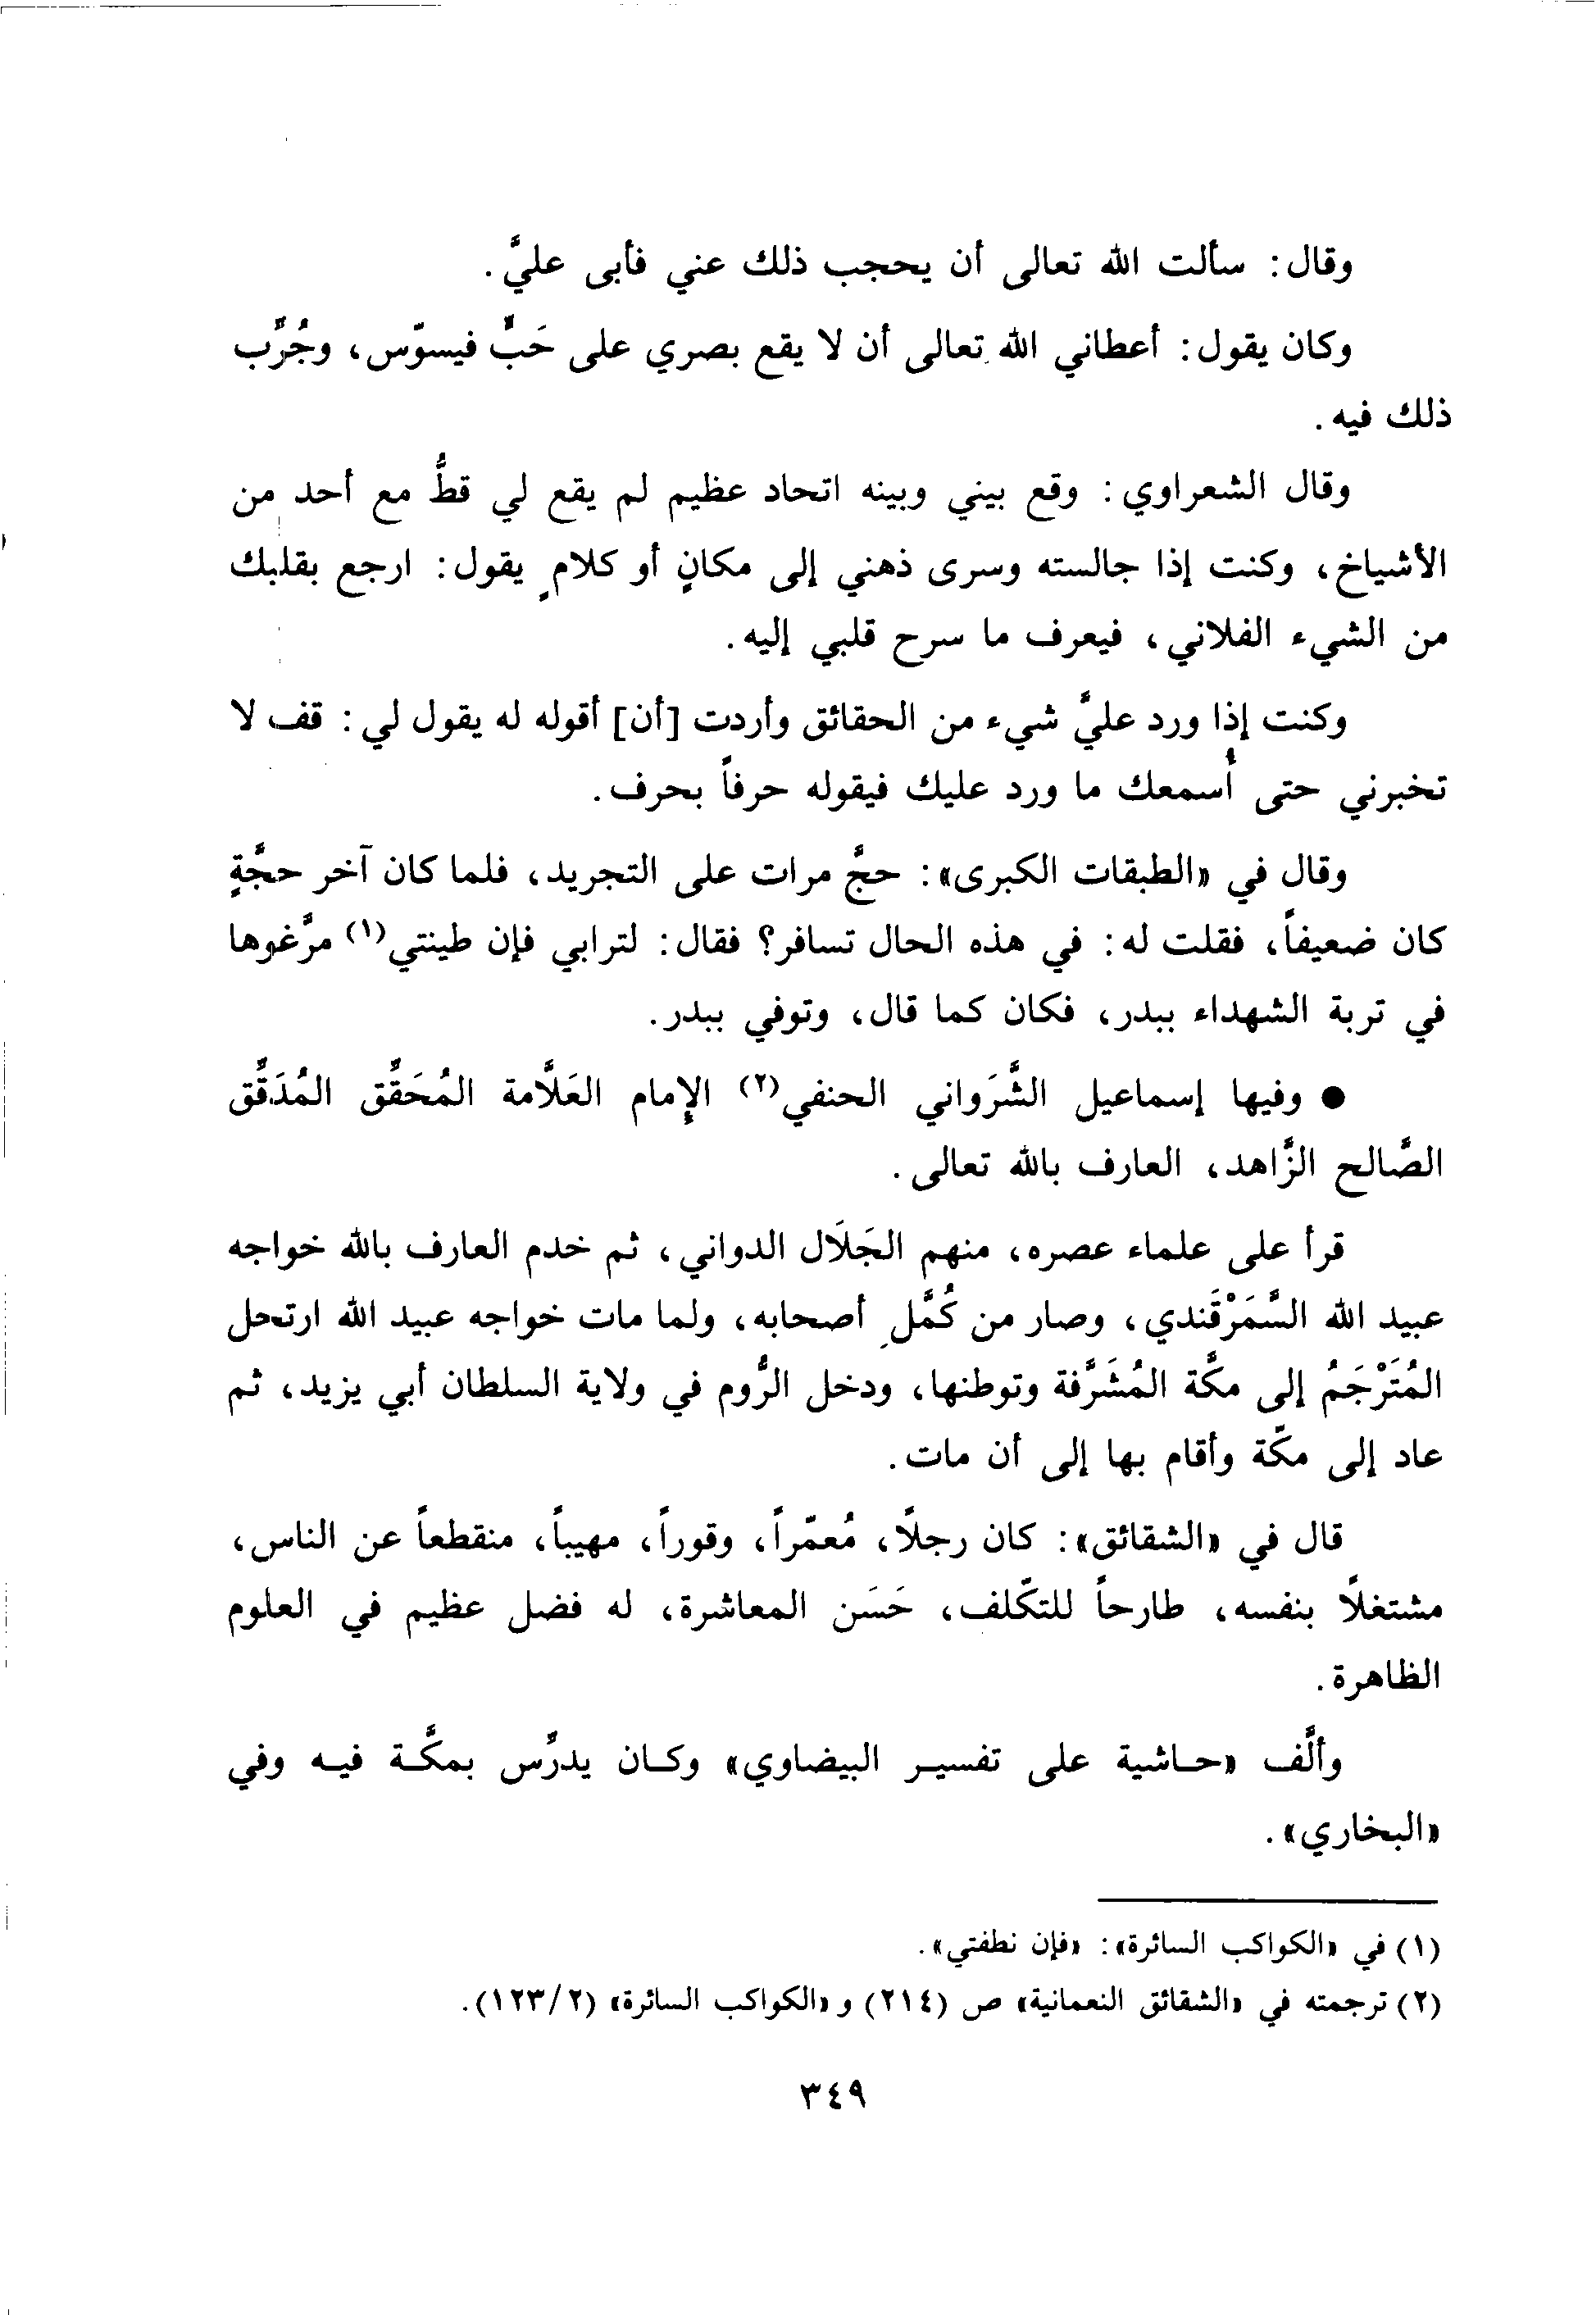 وقال: سألت الله تعالى أن يحجب ذلك عني فأبى عليَّ.
وكان يقول: أعطاني الله تعالى أن لا يقع بصري على حَبٍّ فيسوّس، وجُرِّب
ذلك فيه.
وقال الشعراوي: وقع بيني وبينه اتحاد عظيم لم يقع لي قطُّ مع أحد من
الأشياخ، وكنت إذا جالسته وسرى ذهني إلى مكانٍ أو كلامٍ يقول: ارجع بقلبك
من الشيء الفلاني، فيعرف ما سرح قلبي إليه.
وكنت إذا ورد عليَّ شيء من الحقائق وأردت [أن] أقوله له يقول لي: قف لا
تخبرني حتى أُسمعك ما ورد عليك فيقوله حرفاً بحرف.
وقال في «الطبقات الكبرى»: حجَّ مرات على التجريد، فلما كان آخر حجَّةٍ
كان ضعيفاً، فقلت له: في هذه الحال تسافر؟ فقال: لترابي فإن طينتي(١) مرَّغوها
في تربة الشهداء ببدر، فكان كما قال، وتوفي ببدر.
● وفيها إسماعيل الشَّرَواني الحنفي(٢) الإِمام العَلاَّمة المُحَقِّق المُدَقِّق
الصَّالح الزَّاهد، العارف بالله تعالى.
قرأ على علماء عصره، منهم الجَلاَل الدواني، ثم خدم العارف بالله خواجه
عبيد الله السَّمَرْقَندي، وصار من كُمَّلِ أصحابه، ولما مات خواجه عبيد الله ارتحل
المُتَرْجَمُ إلى مكَّة المُشَرَّفة وتوطنها، ودخل الرُّوم في ولاية السلطان أبي يزيد، ثم
عاد إلى مكّة وأقام بها إلى أن مات.
قال في «الشقائق»: كان رجلاً، مُعمّراً، وقوراً، مهيباً، منقطعاً عن الناس،
مشتغلاً بنفسه، طارحاً للتكّلف، حَسَن المعاشرة، له فضل عظيم في العلوم
الظاهرة.
وألَّف «حاشية على تفسير البيضاوي» وكان يدرِّس بمكَّة فيه وفي
«البخاري».
(١) في «الكواكب السائرة»: «فإن نطفتي».
(٢) ترجمته في «الشقائق النعمانية» ص (٢١٤) و «الكواكب السائرة» (١٢٣/٢).
٣٤٩